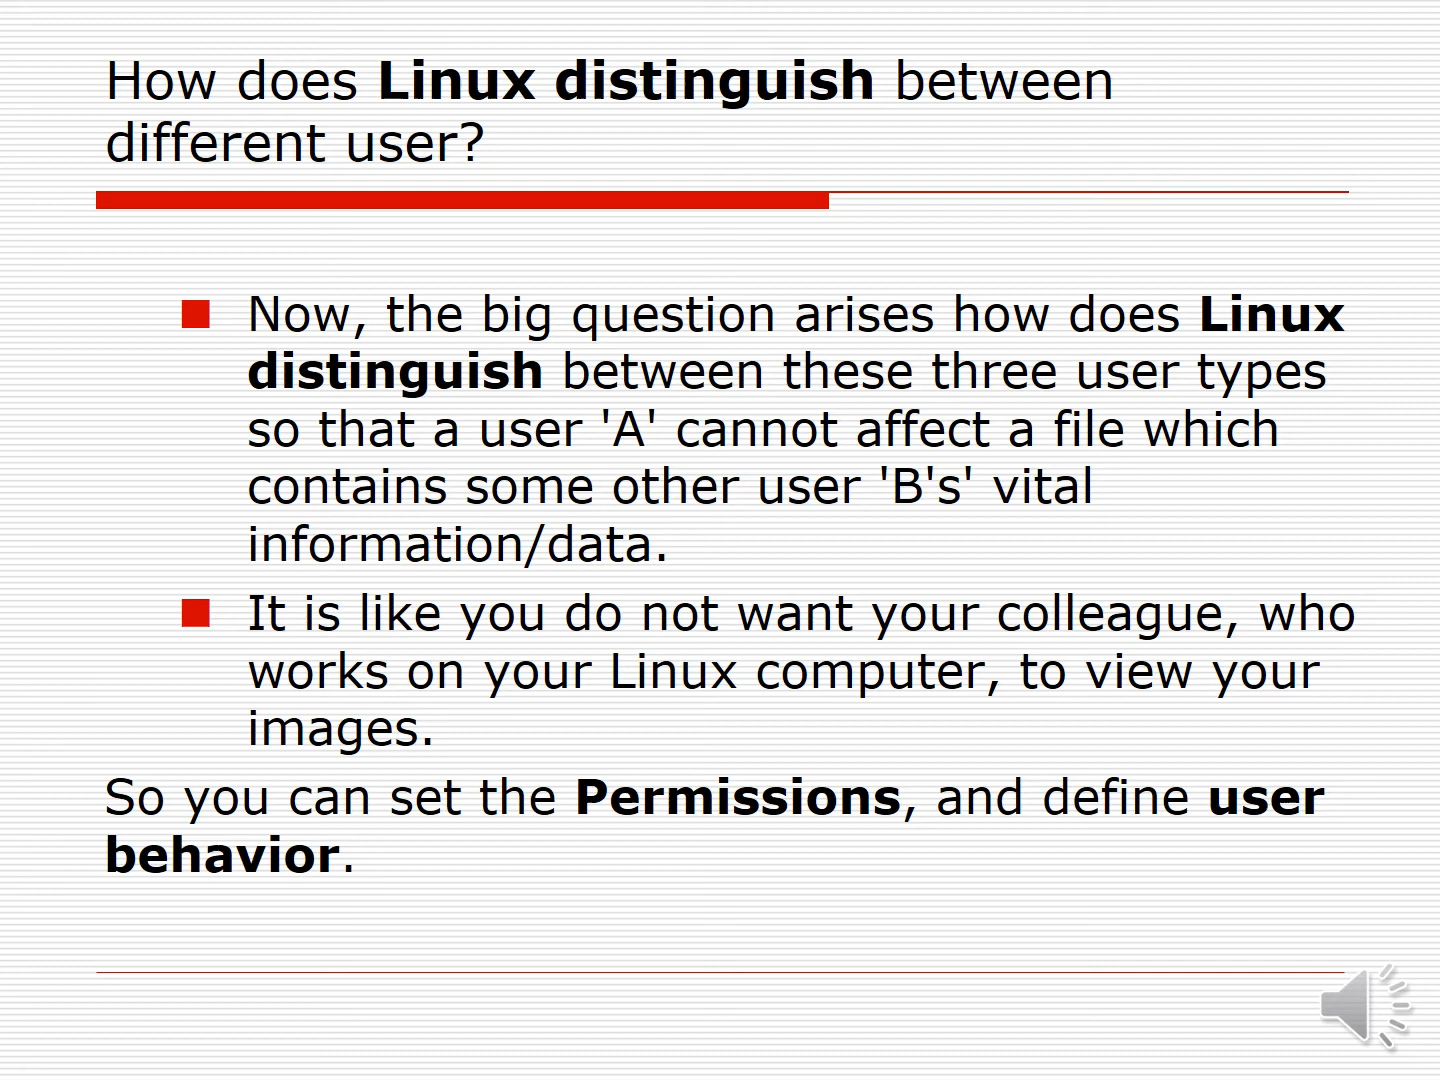 How does Linux distinguish between
different user?
Now, the big question arises how does Linux
distinguish between these three user types
so that a user 'A' cannot affect a file which
contains some other user 'B's' vital
information/data.
It is like you do not want your colleague, who
works on your Linux computer, to view your
images.
So you can set the Permissions, and define user
behavior.